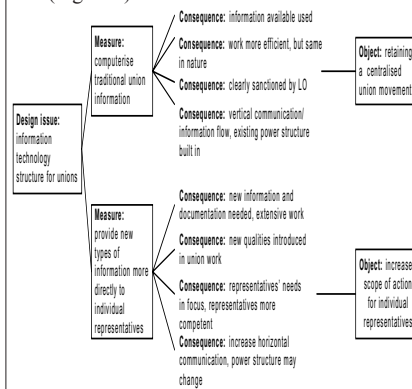 Consequence: information available used
Measure:
computerise
traditional union
information
Consequence: work more efficient, but same
in nature
Consequence: clearly sanctioned by LO
Consequence: vertical communication/
information flow, existing power structure
built in
Object: retaining
a centralised
union movement
Design issue:
information
technology
structure for unions
Measure:
provide new
types of
information more
directly to
individual
representatives
Consequence: new information and
documentation needed, extensive work
Consequence: new qualities introduced
in union work
Consequence: representatives' needs
in focus, representatives more
competent
Consequence: increase horizontal
communication, power structure may
change
Object: increase
scope of action
for individual
representatives